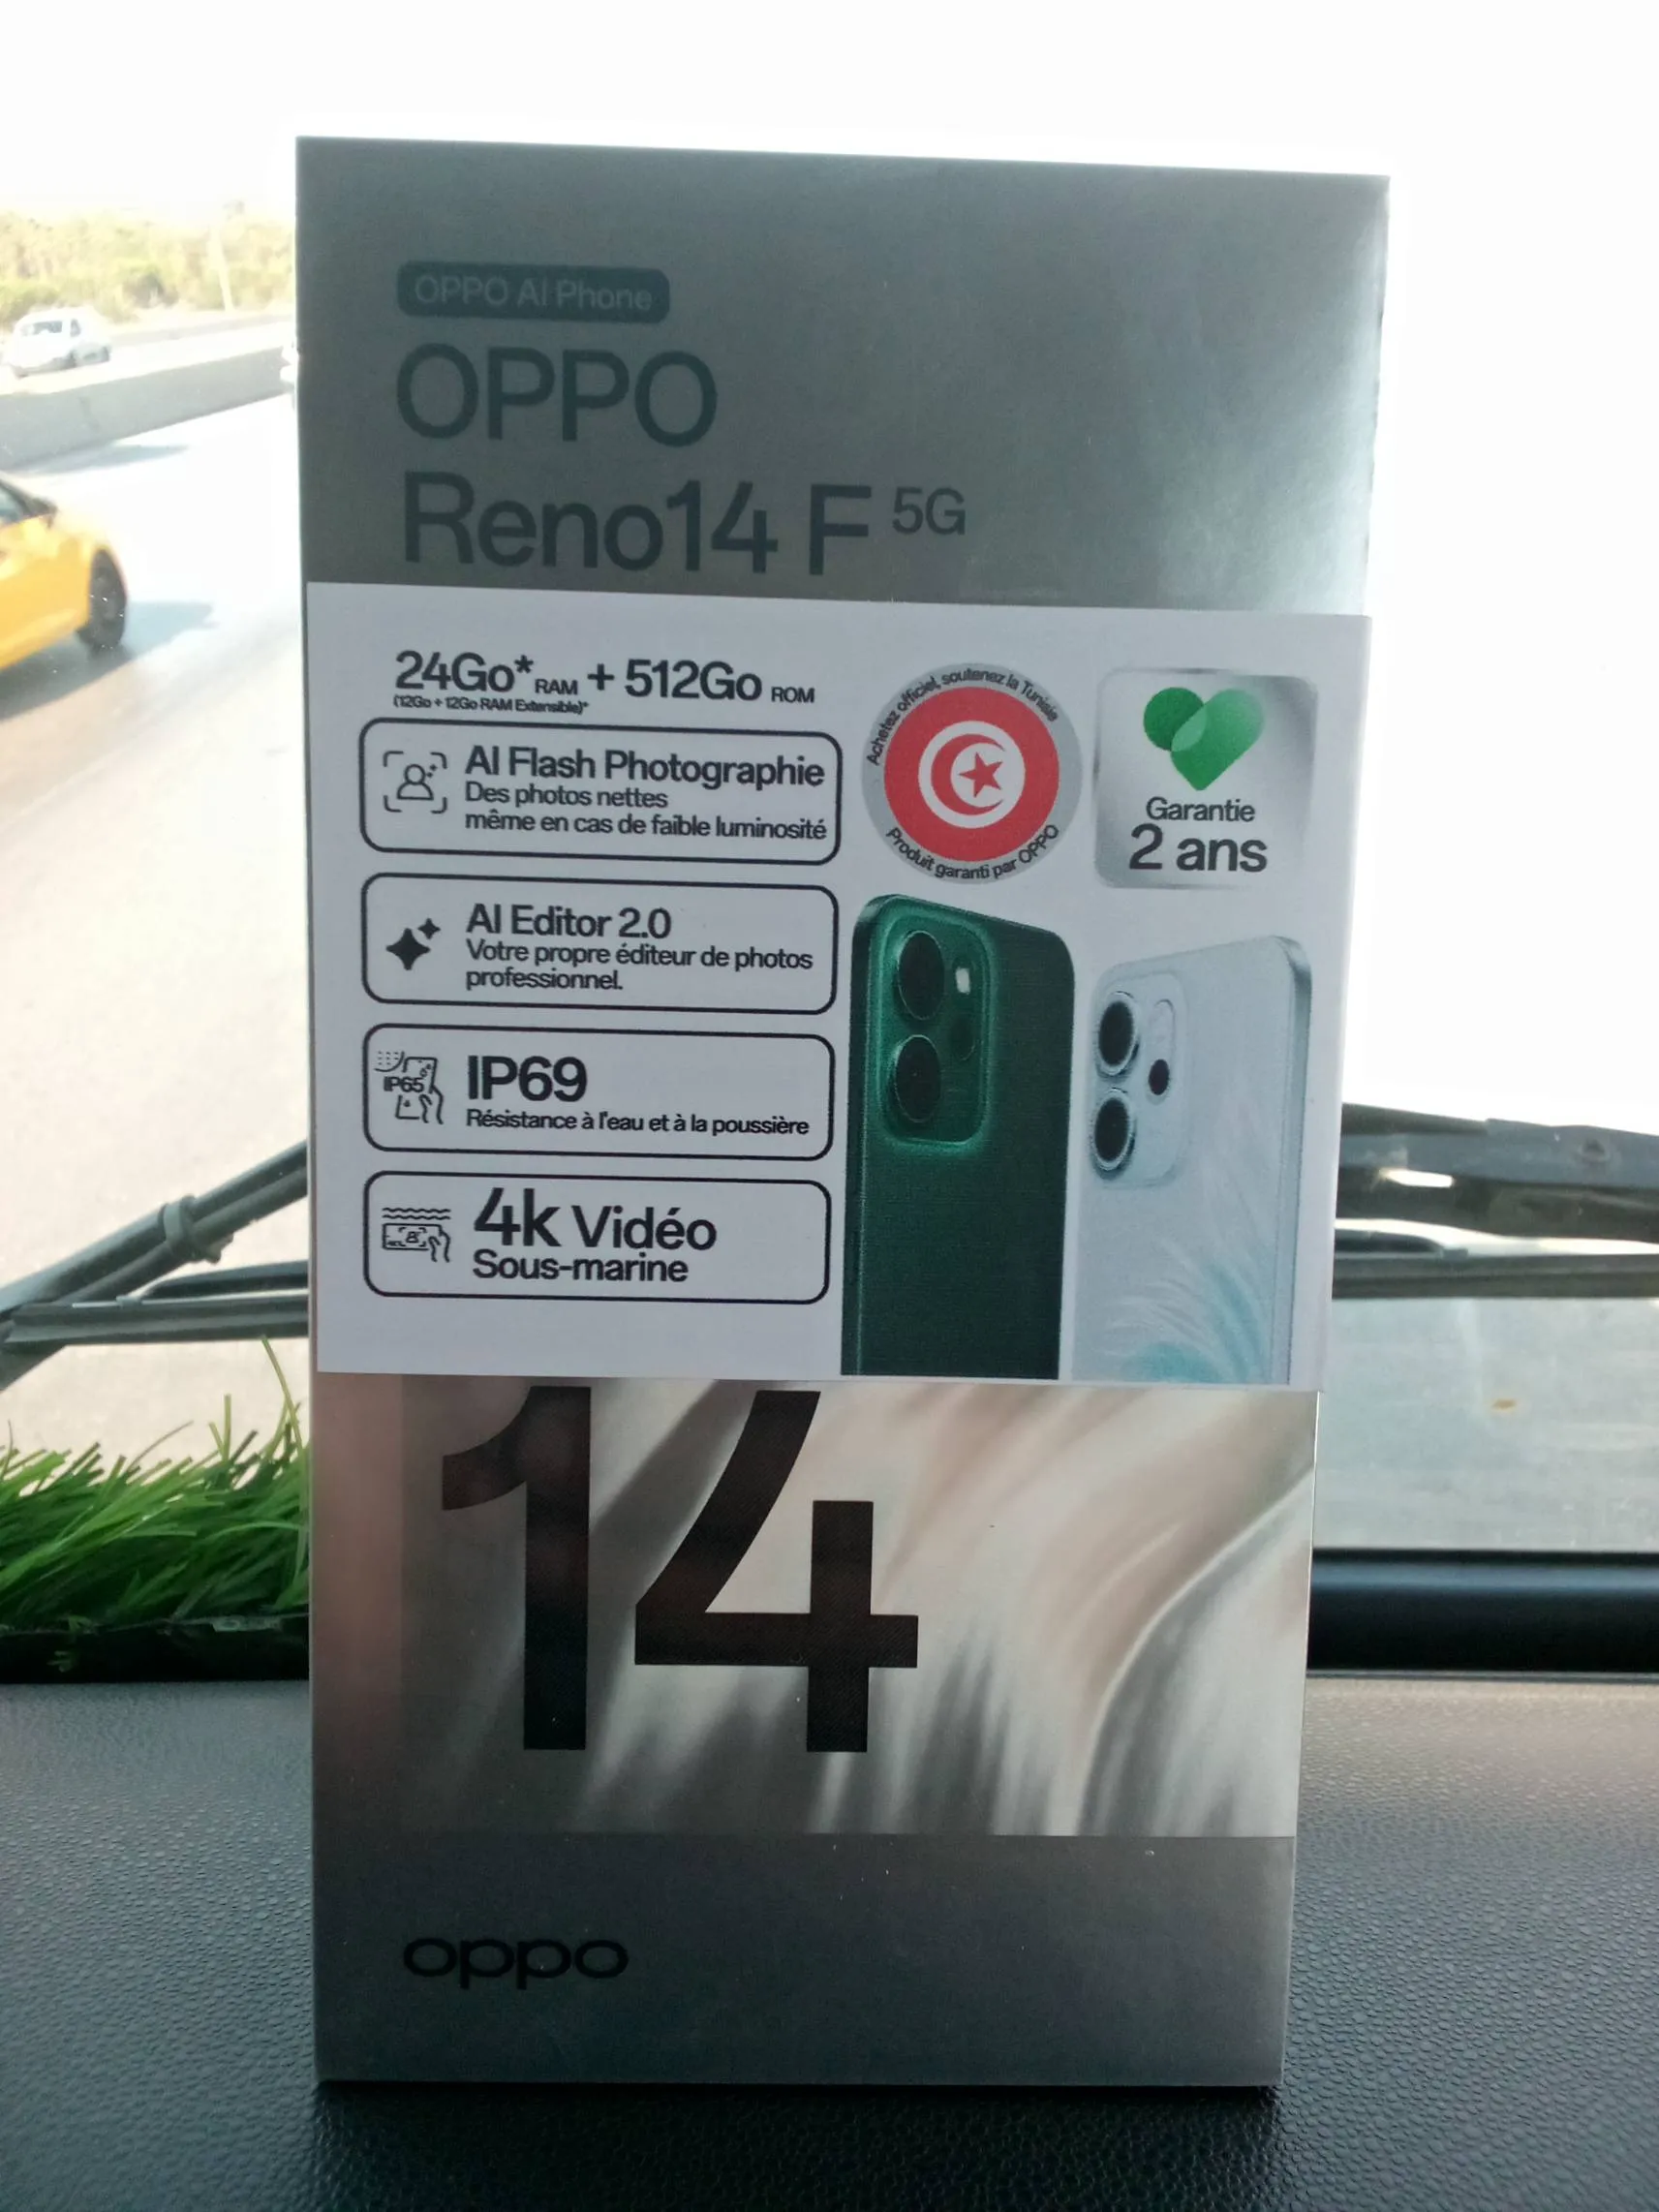 OPPO AI Phone
OPPO
Reno14 F 5G
24Go* RAM + 512Go ROM
(12Go + 12Go RAM Extensible)*
AI Flash Photographie
Des photos nettes
même en cas de faible luminosité
AI Editor 2.0
Votre propre éditeur de photos
professionnel.
IP65
IP69
Résistance à l'eau et à la poussière
4k Vidéo
Sous-marine
Achetez officiel, soutenez la Tunisie
Produit garanti par OPPO
Garantie
2 ans
14
oppo